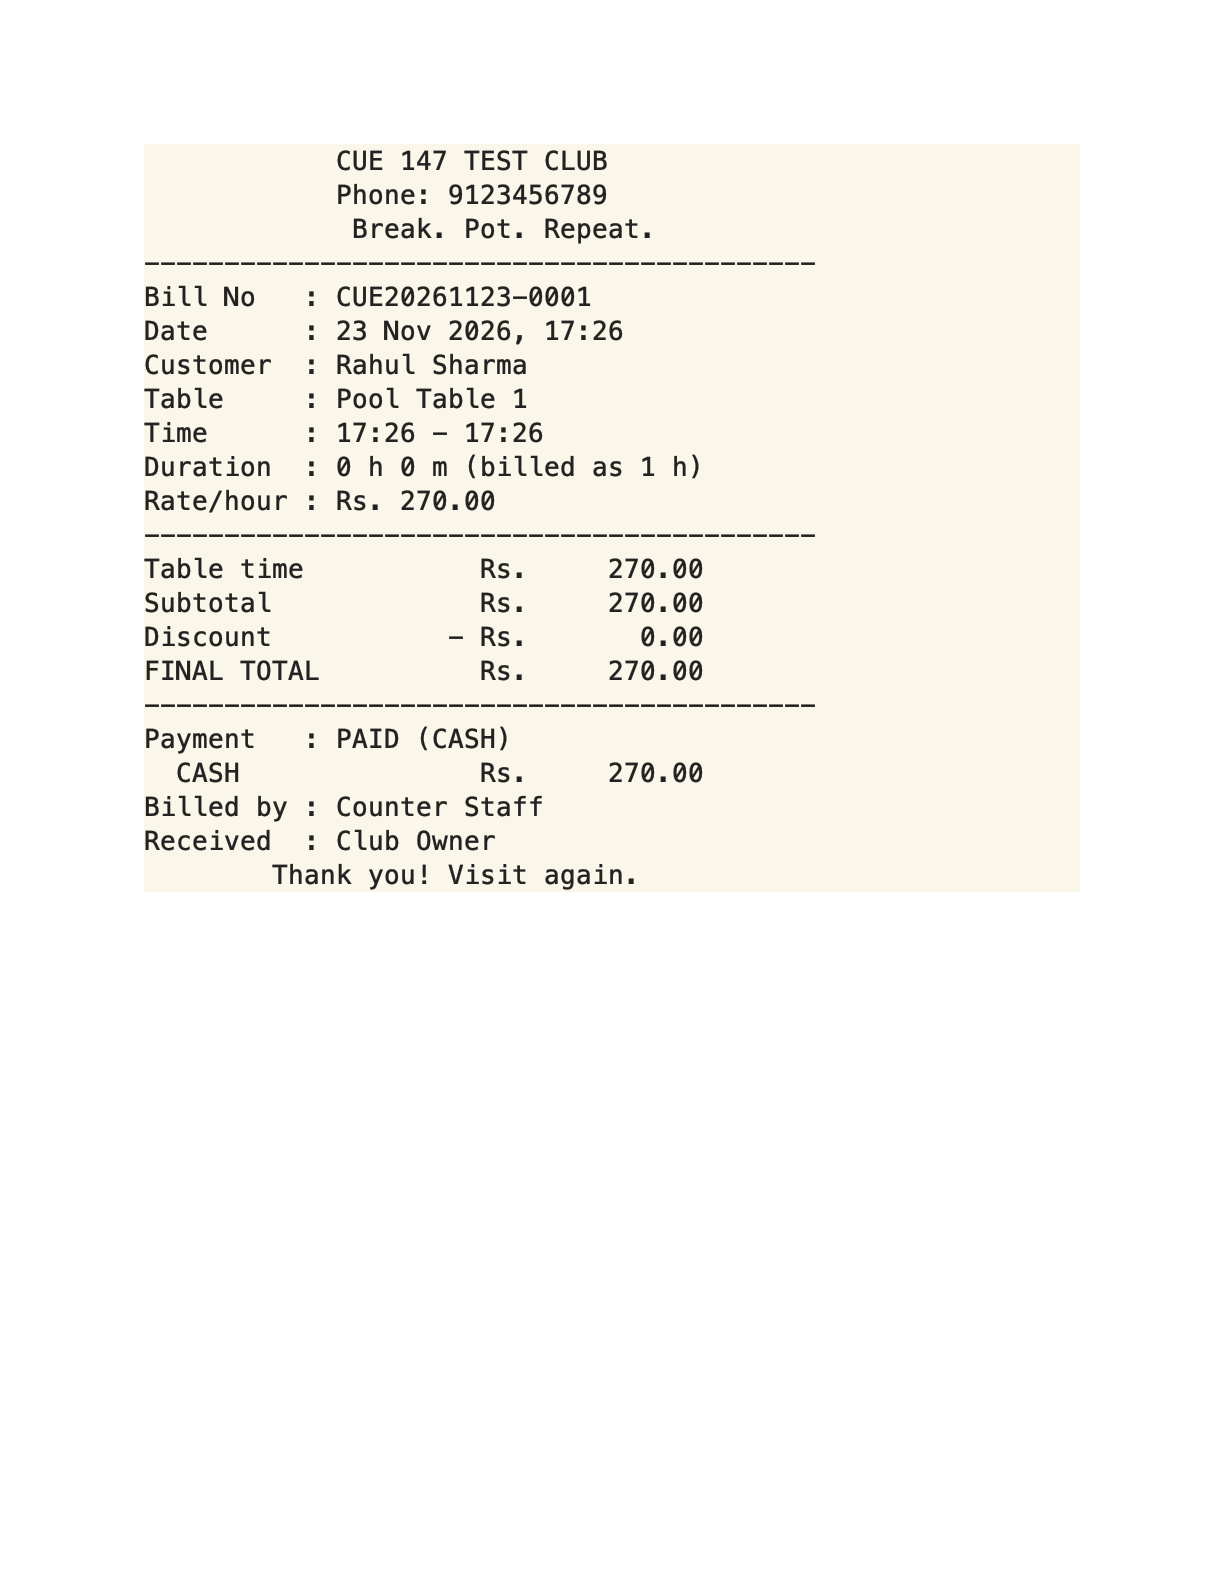 CUE 147 TEST CLUB
Phone: 9123456789
Break. Pot. Repeat.
------------------------------------------
Bill No   : CUE20261123-0001
Date      : 23 Nov 2026, 17:26
Customer  : Rahul Sharma
Table     : Pool Table 1
Time      : 17:26 - 17:26
Duration  : 0 h 0 m (billed as 1 h)
Rate/hour : Rs. 270.00
------------------------------------------
Table time           Rs.     270.00
Subtotal             Rs.     270.00
Discount           - Rs.       0.00
FINAL TOTAL          Rs.     270.00
------------------------------------------
Payment   : PAID (CASH)
  CASH               Rs.     270.00
Billed by : Counter Staff
Received  : Club Owner
Thank you! Visit again.